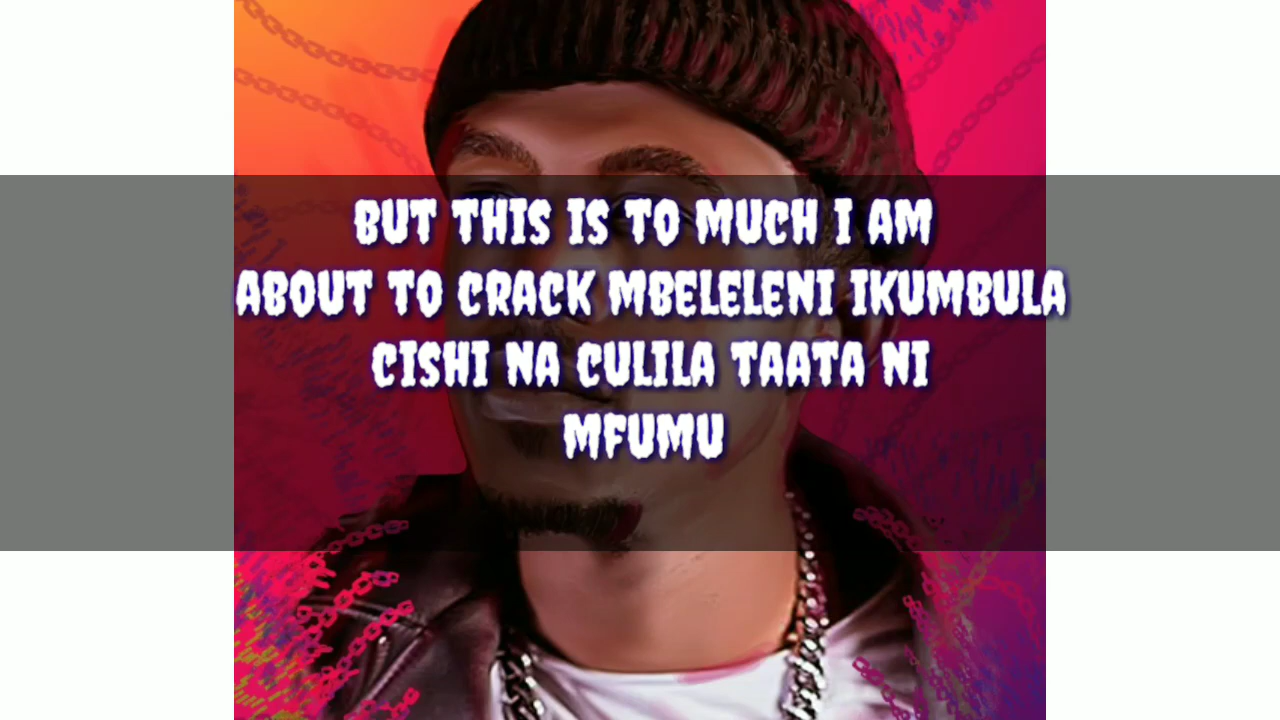 BUT THIS IS TO MUCH I AM
ABOUT TO CRACK MBELELENI IKUMBULA
CISHI NA CULILA TAATA NI
MFUMU